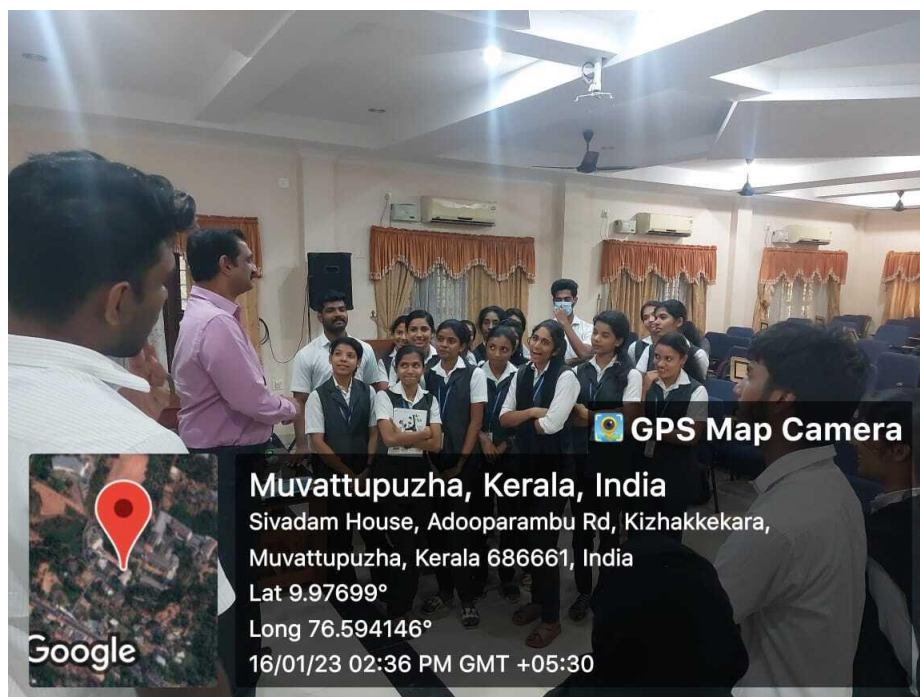 GPS Map Camera
Muvattupuzha, Kerala, India
Sivadam House, Adooparambu Rd, Kizhakkekara,
Muvattupuzha, Kerala 686661, India
Lat 9.97699°
Long 76.594146°
16/01/23 02:36 PM GMT +05:30
Google